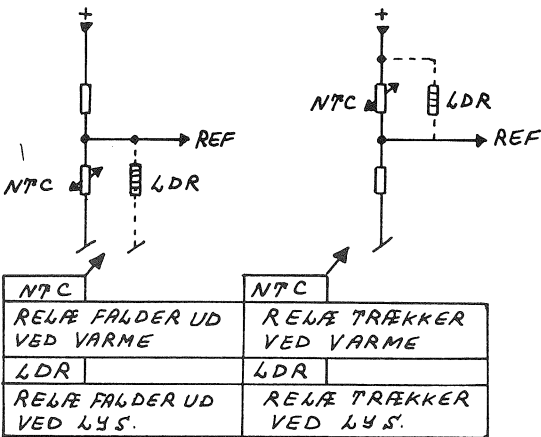 +
+
NTC
LDR
REF
REF
NTC
LDR
NTC
NTC
RELÆ FALDER UD
VED VARME
RELÆ TRÆKKER
VED VARME
LDR
LDR
RELÆ FALDER UD
VED LYS.
RELÆ TRÆKKER
VED LYS.